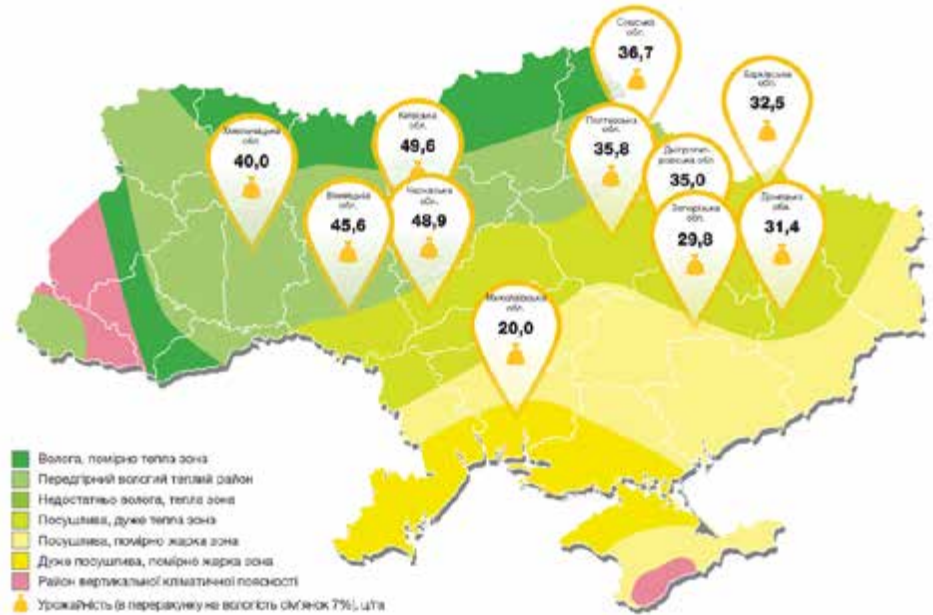 Сумська
обл.
36,7
Харківська
обл.
32,5
Хмельницька
обл.
40,0
Київська
обл.
49,6
Полтавська
обл.
35,8
Дніпропет-
ровська обл.
35,0
Вінницька
обл.
45,6
Черкаська
обл.
48,9
Запорізька
обл.
29,8
Донецька
обл.
31,4
Миколаївська
обл.
20,0
Волога, помірно тепла зона
Передгірний вологий теплий район
Недостатньо волога, тепла зона
Посушлива, дуже тепла зона
Посушлива, помірно жарка зона
Дуже посушлива, помірно жарка зона
Район вертикальної кліматичної поясності
Урожайність (в перерахунку на вологість сім'янок 7%), ц/га